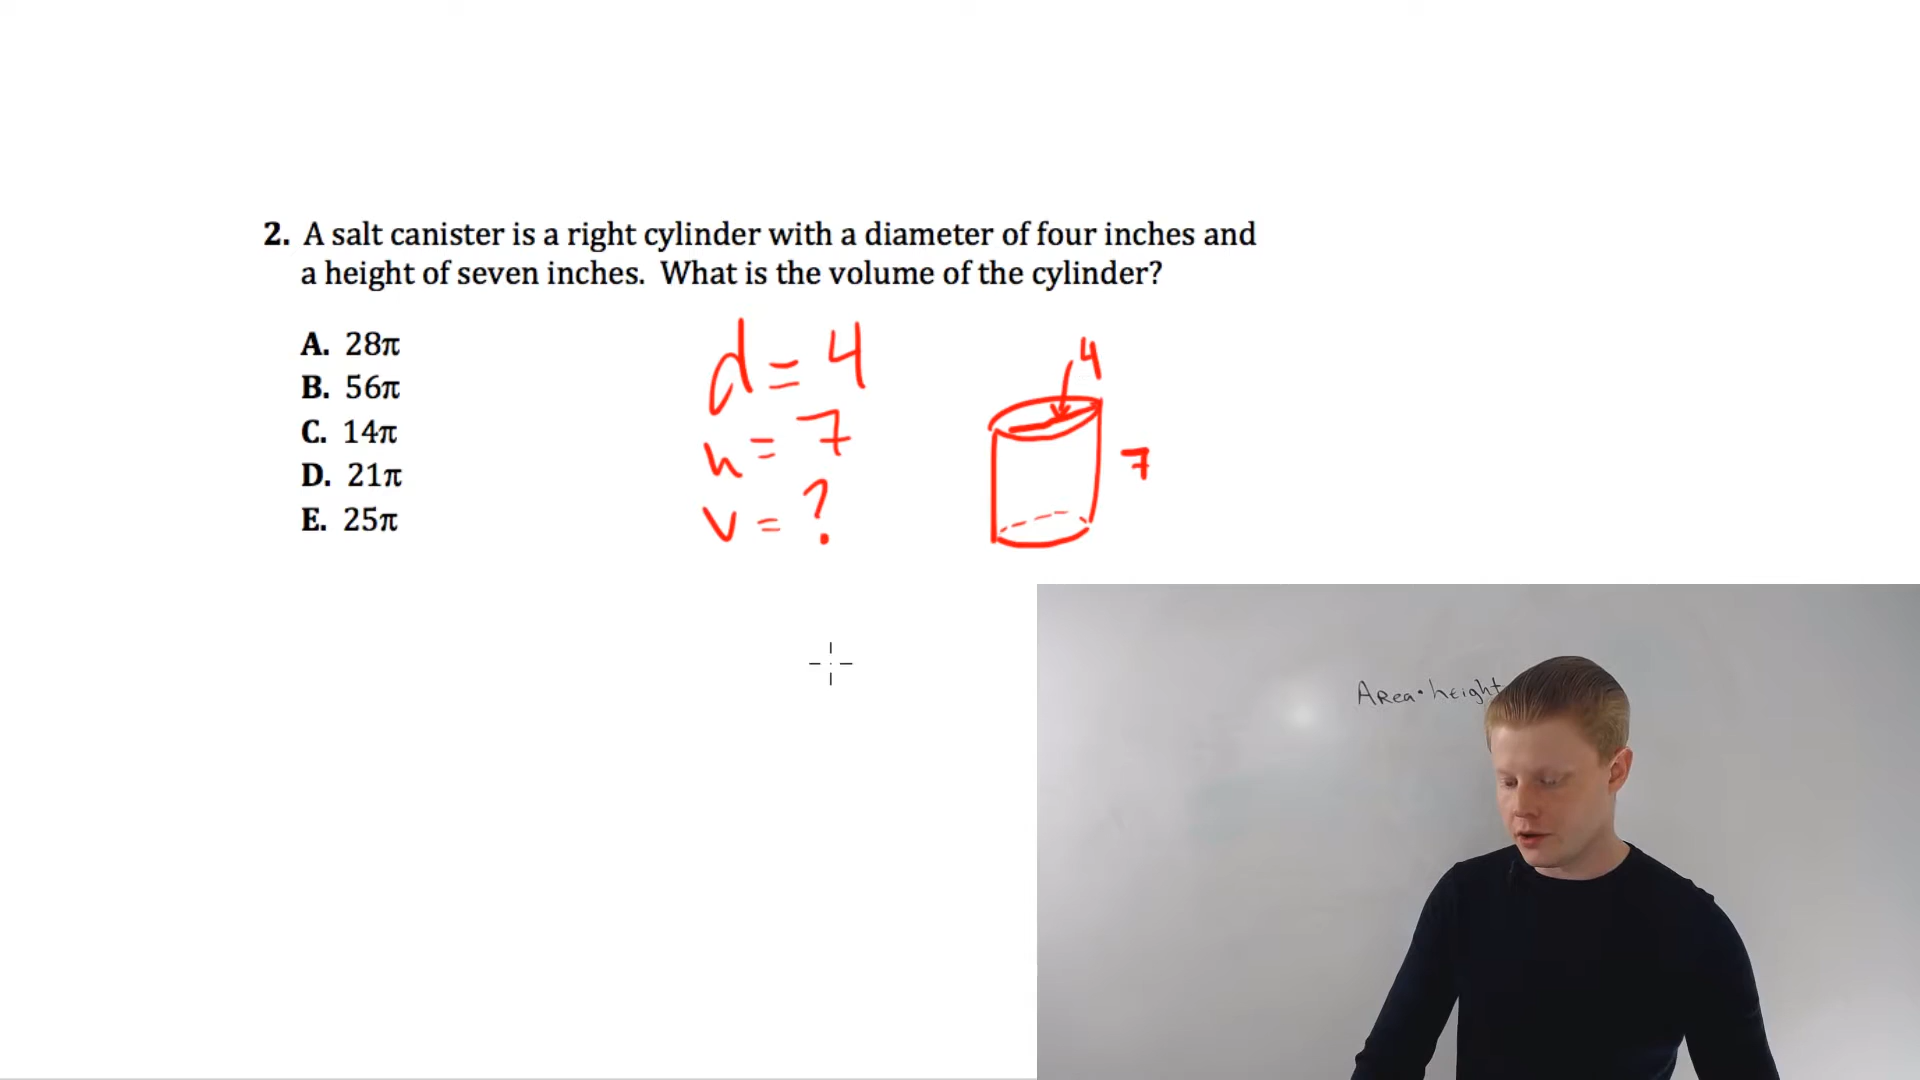 2. A salt canister is a right cylinder with a diameter of four inches and
a height of seven inches. What is the volume of the cylinder?
A. 28π
B. 56π
C. 14π
D. 21π
E. 25π
d = 4
h = 7
v = ?
4
7
Area · height